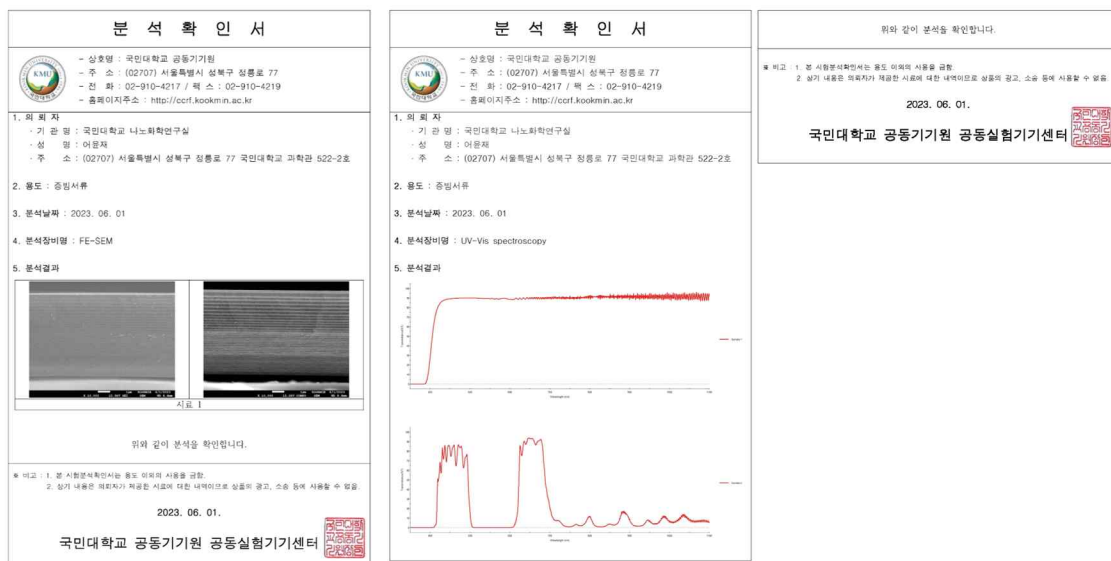 분 석 확 인 서
- 상호명 : 국민대학교 공동기기원
- 주 소 : (02707) 서울특별시 성북구 정릉로 77
- 전 화 : 02-910-4217 / 팩 스 : 02-910-4219
- 홈페이지주소 : http://ccrf.kookmin.ac.kr
KMU
1. 의 뢰 자
· 기 관 명 : 국민대학교 나노화학연구실
· 성 명 : 어윤재
· 주 소 : (02707) 서울특별시 성북구 정릉로 77 국민대학교 과학관 522-2호
2. 용도 : 증빙서류
3. 분석날짜 : 2023. 06. 01
4. 분석장비명 : FE-SEM
5. 분석결과
시료 1
위와 같이 분석을 확인합니다.
※ 비고 : 1. 본 시험분석확인서는 용도 이외의 사용을 금함.
2. 상기 내용은 의뢰자가 제공한 시료에 대한 내역이므로 상품의 광고, 소송 등에 사용할 수 없음.
2023. 06. 01.
국민대학교 공동기기원 공동실험기기센터
분 석 확 인 서
- 상호명 : 국민대학교 공동기기원
- 주 소 : (02707) 서울특별시 성북구 정릉로 77
- 전 화 : 02-910-4217 / 팩 스 : 02-910-4219
- 홈페이지주소 : http://ccrf.kookmin.ac.kr
KMU
1. 의 뢰 자
· 기 관 명 : 국민대학교 나노화학연구실
· 성 명 : 어윤재
· 주 소 : (02707) 서울특별시 성북구 정릉로 77 국민대학교 과학관 522-2호
2. 용도 : 증빙서류
3. 분석날짜 : 2023. 06. 01
4. 분석장비명 : UV-Vis spectroscopy
5. 분석결과
위와 같이 분석을 확인합니다.
※ 비고 : 1. 본 시험분석확인서는 용도 이외의 사용을 금함.
2. 상기 내용은 의뢰자가 제공한 시료에 대한 내역이므로 상품의 광고, 소송 등에 사용할 수 없음.
2023. 06. 01.
국민대학교 공동기기원 공동실험기기센터